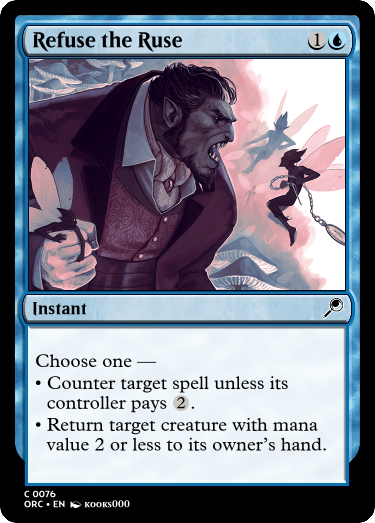 Refuse the Ruse 1
Instant
Choose one —
• Counter target spell unless its
controller pays 2.
• Return target creature with mana
value 2 or less to its owner's hand.
C 0076
ORC • EN KOOKS000